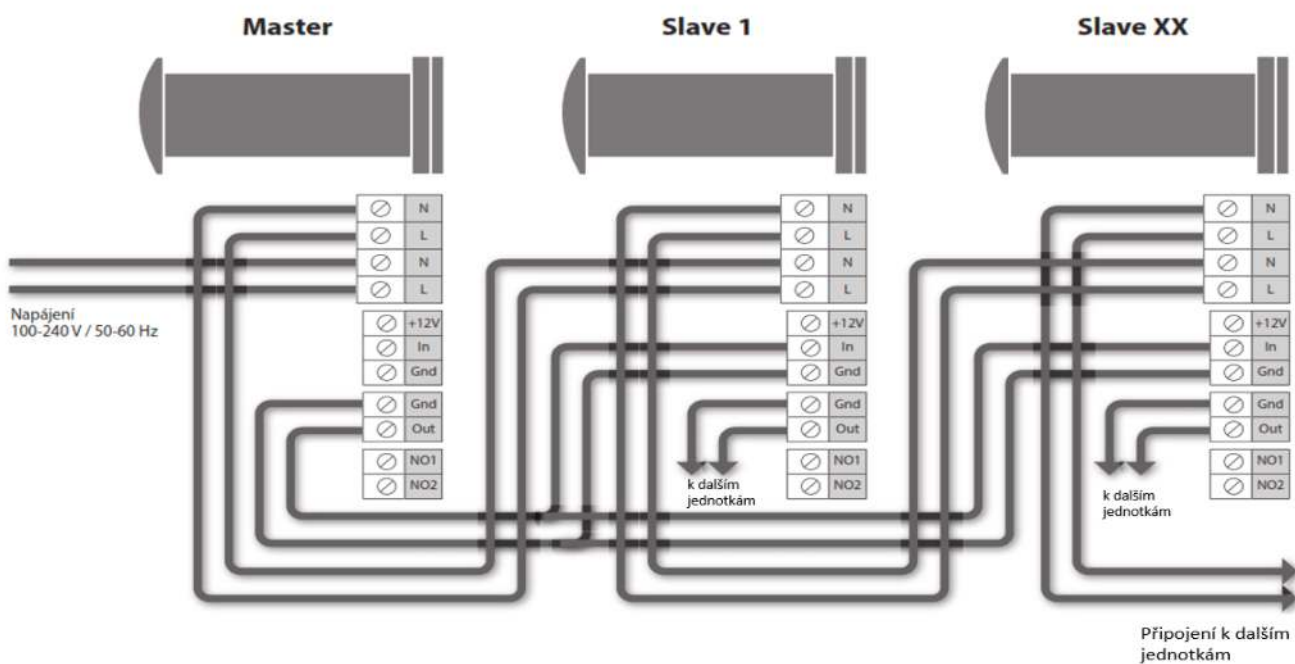 Master
Slave 1
Slave XX
N
L
N
L
+12V
In
Gnd
Gnd
Out
NO1
NO2
Napájení
100-240 V / 50-60 Hz
N
L
N
L
+12V
In
Gnd
Gnd
Out
NO1
NO2
k dalším
jednotkám
N
L
N
L
+12V
In
Gnd
Gnd
Out
NO1
NO2
k dalším
jednotkám
Připojení k dalším
jednotkám